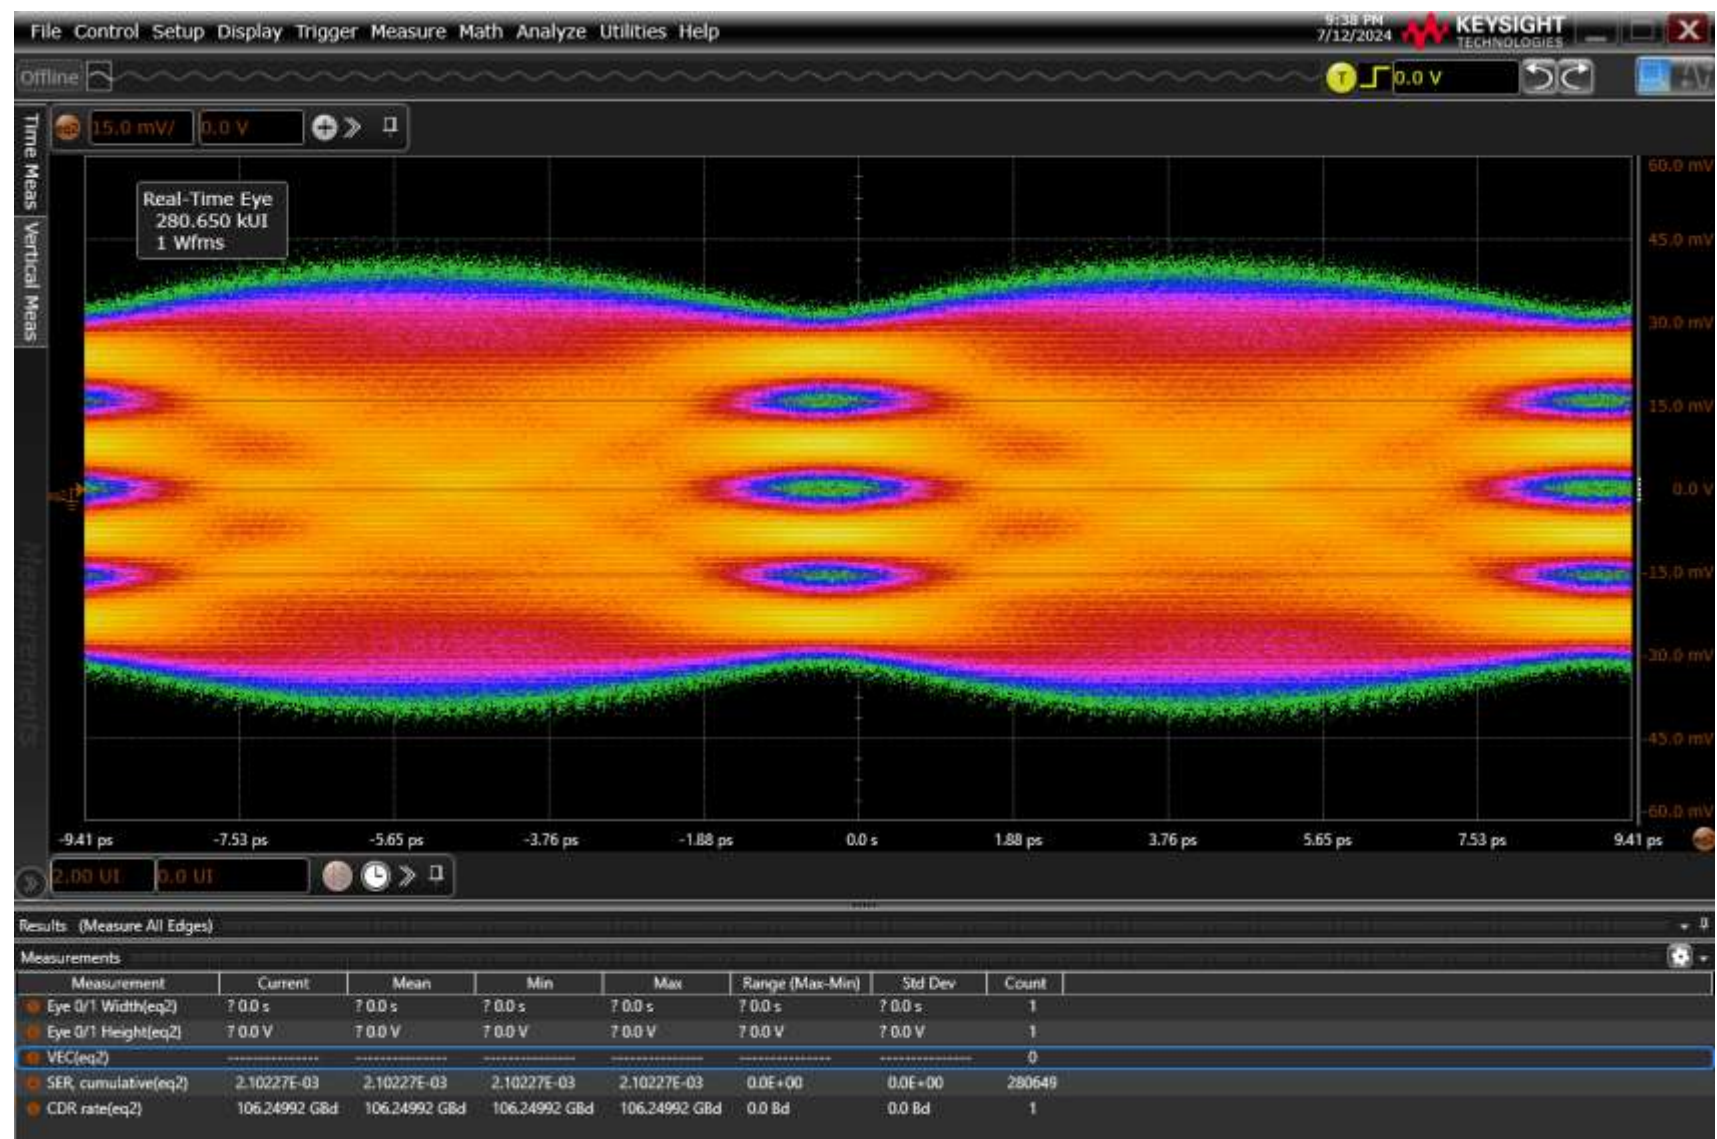 File Control Setup Display Trigger Measure Math Analyze Utilities Help
9:38 PM
7/12/2024
KEYSIGHT
TECHNOLOGIES
Offline
T
0.0 V
Time Meas
Vertical Meas
Measurements
eq2
15.0 mV/
0.0 V
Real-Time Eye
280.650 kUI
1 Wfms
60.0 mV
45.0 mV
30.0 mV
15.0 mV
0.0 V
-15.0 mV
-30.0 mV
-45.0 mV
-60.0 mV
-9.41 ps -7.53 ps -5.65 ps -3.76 ps -1.88 ps 0.0 s 1.88 ps 3.76 ps 5.65 ps 7.53 ps 9.41 ps
2.00 UI 0.0 UI
Results (Measure All Edges)
Measurements
Measurement Current Mean Min Max Range (Max-Min) Std Dev Count
Eye 0/1 Width(eq2) ? 0.0 s ? 0.0 s ? 0.0 s ? 0.0 s ? 0.0 s ? 0.0 s 1
Eye 0/1 Height(eq2) ? 0.0 V ? 0.0 V ? 0.0 V ? 0.0 V ? 0.0 V ? 0.0 V 1
VEC(eq2) --------------- --------------- --------------- --------------- --------------- --------------- 0
SER, cumulative(eq2) 2.10227E-03 2.10227E-03 2.10227E-03 2.10227E-03 0.0E+00 0.0E+00 280649
CDR rate(eq2) 106.24992 GBd 106.24992 GBd 106.24992 GBd 106.24992 GBd 0.0 Bd 0.0 Bd 1